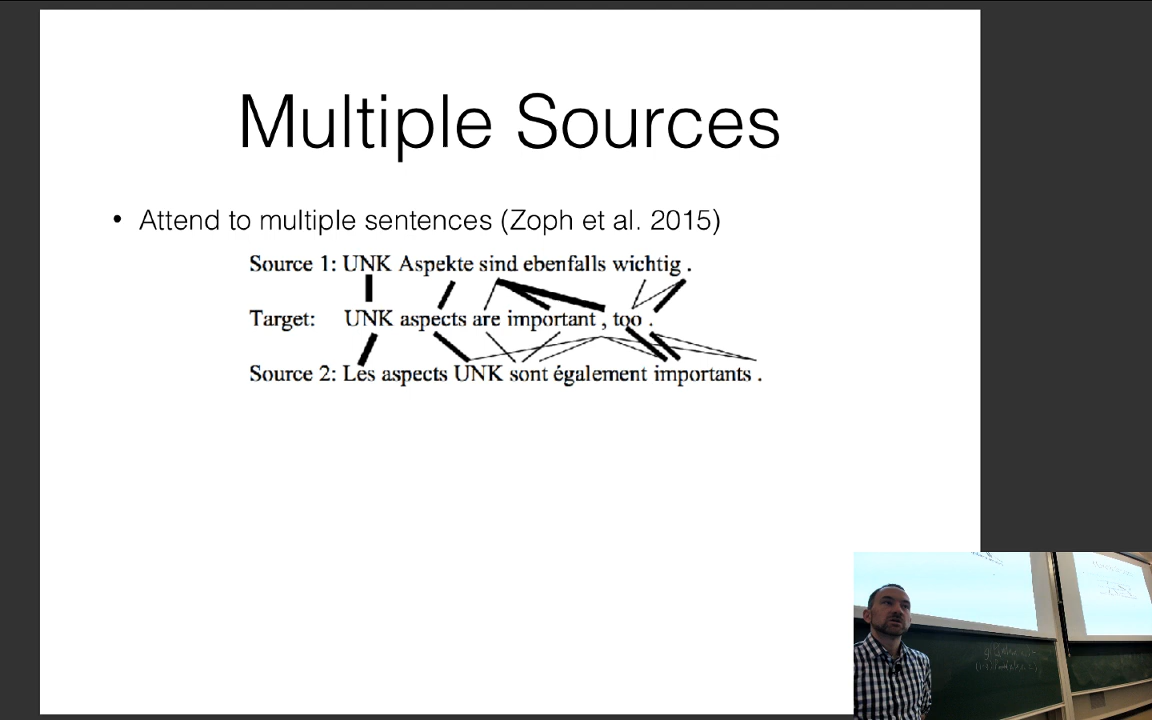 Multiple Sources
• Attend to multiple sentences (Zoph et al. 2015)
Source 1: UNK Aspekte sind ebenfalls wichtig .
Target: UNK aspects are important , too .
Source 2: Les aspects UNK sont également importants .